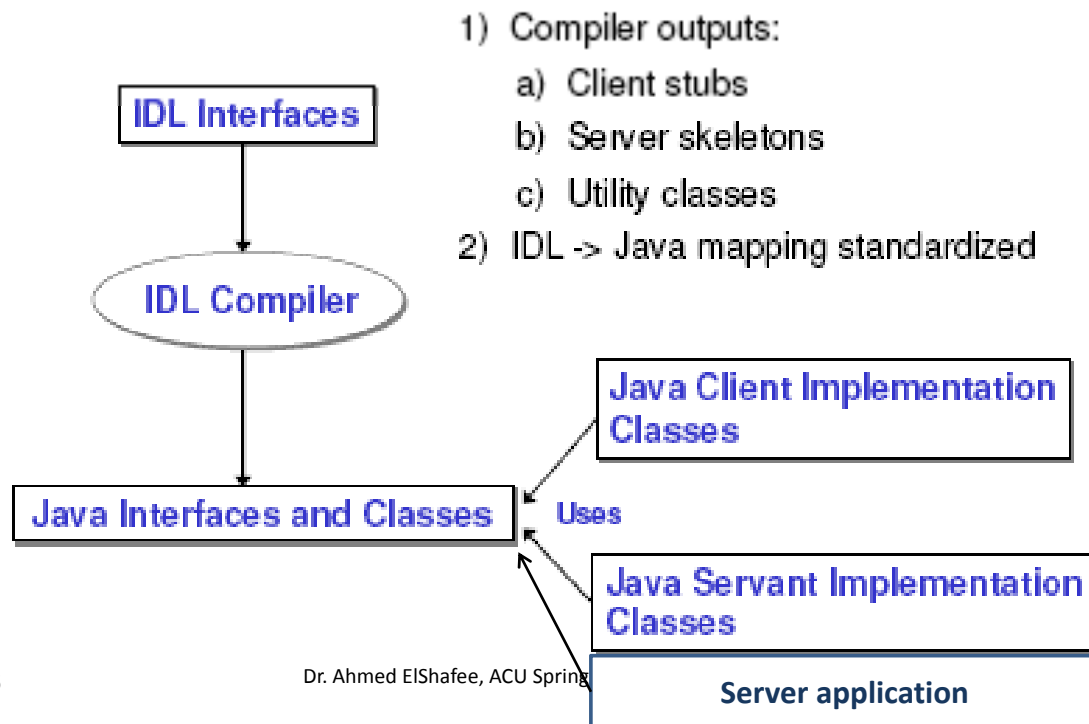 1) Compiler outputs:
a) Client stubs
b) Server skeletons
c) Utility classes
2) IDL -> Java mapping standardized
IDL Interfaces
IDL Compiler
Java Client Implementation
Classes
Java Interfaces and Classes
Uses
Java Servant Implementation
Classes
Dr. Ahmed ElShafee, ACU Spring
Server application